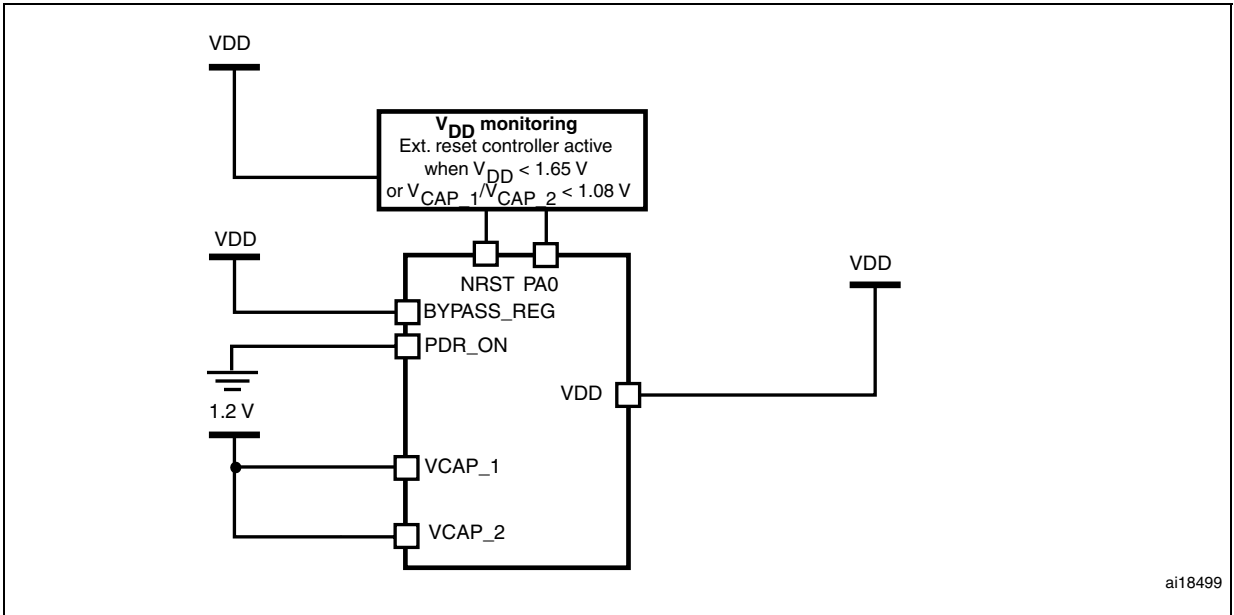 VDD
VDD monitoring
Ext. reset controller active
when VDD < 1.65 V
or VCAP_1/VCAP_2 < 1.08 V
VDD
NRST PA0
VDD
BYPASS_REG
PDR_ON
VDD
1.2 V
VCAP_1
VCAP_2
ai18499